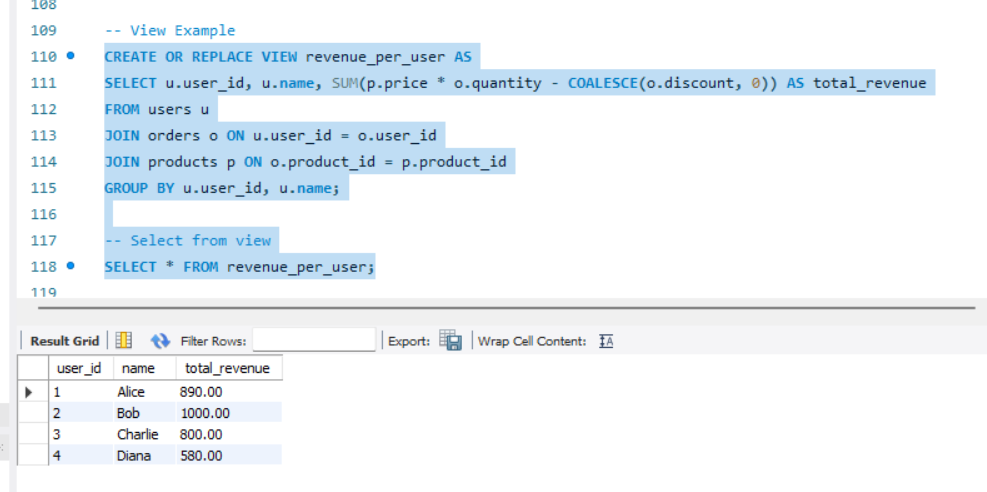 108
109 -- View Example
110 CREATE OR REPLACE VIEW revenue_per_user AS
111 SELECT u.user_id, u.name, SUM(p.price * o.quantity - COALESCE(o.discount, 0)) AS total_revenue
112 FROM users u
113 JOIN orders o ON u.user_id = o.user_id
114 JOIN products p ON o.product_id = p.product_id
115 GROUP BY u.user_id, u.name;
116
117 -- Select from view
118 SELECT * FROM revenue_per_user;
119
Result Grid Filter Rows: Export: Wrap Cell Content: IA
user_id name total_revenue
1 Alice 890.00
2 Bob 1000.00
3 Charlie 800.00
4 Diana 580.00